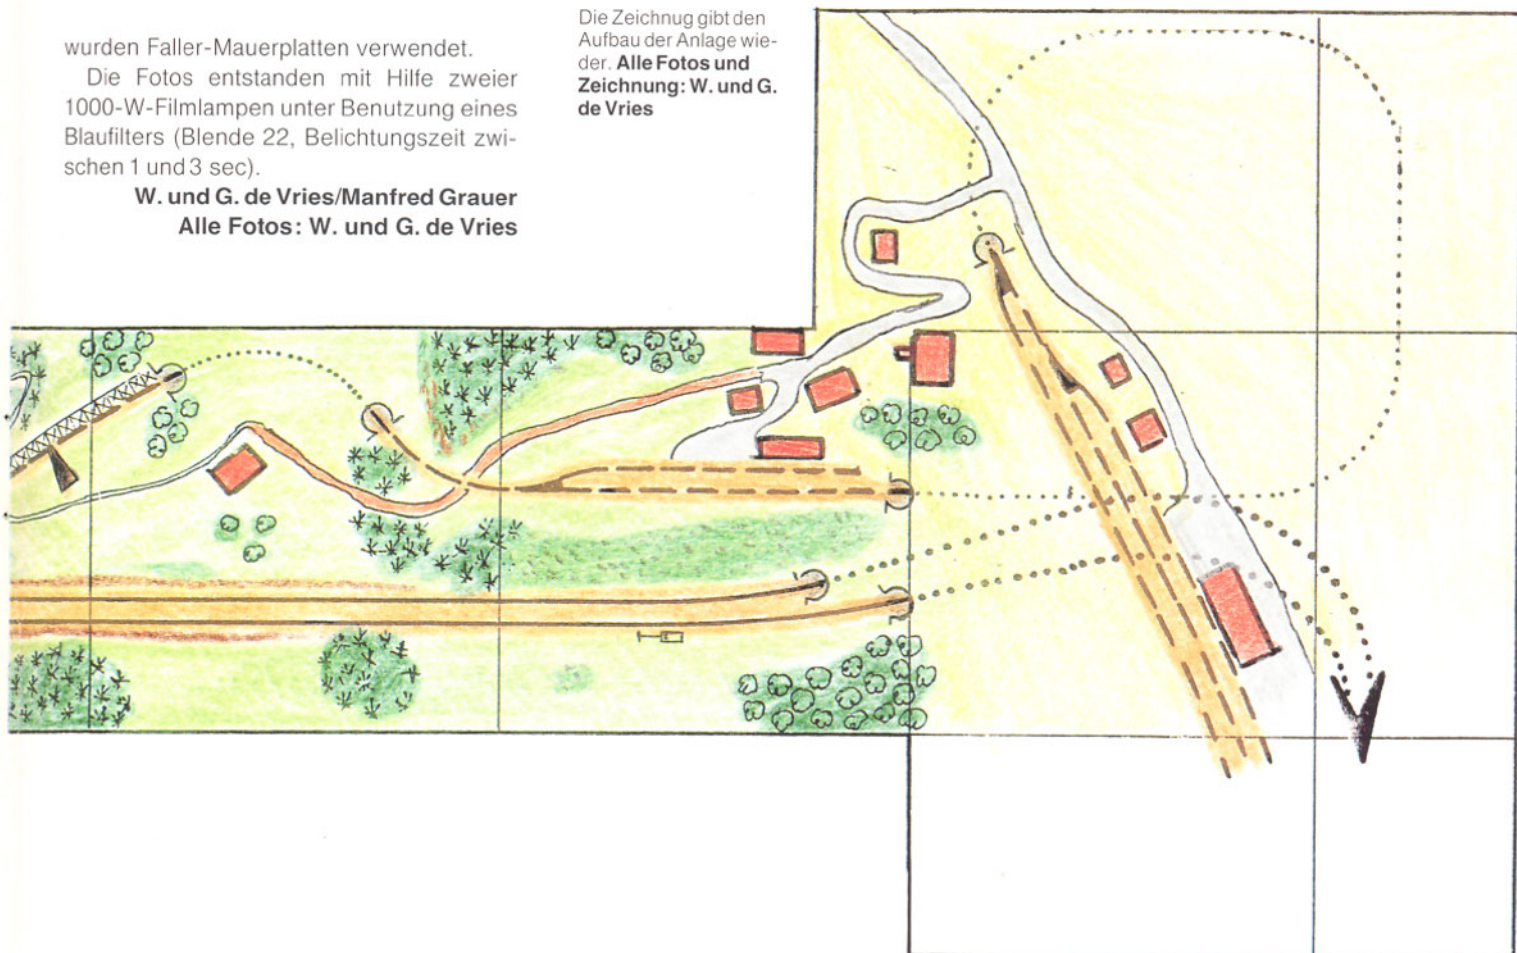 wurden Faller-Mauerplatten verwendet.
Die Fotos entstanden mit Hilfe zweier
1000-W-Filmlampen unter Benutzung eines
Blaufilters (Blende 22, Belichtungszeit zwi-
schen 1 und 3 sec).
W. und G. de Vries/Manfred Grauer
Alle Fotos: W. und G. de Vries
Die Zeichnug gibt den
Aufbau der Anlage wie-
der. Alle Fotos und
Zeichnung: W. und G.
de Vries